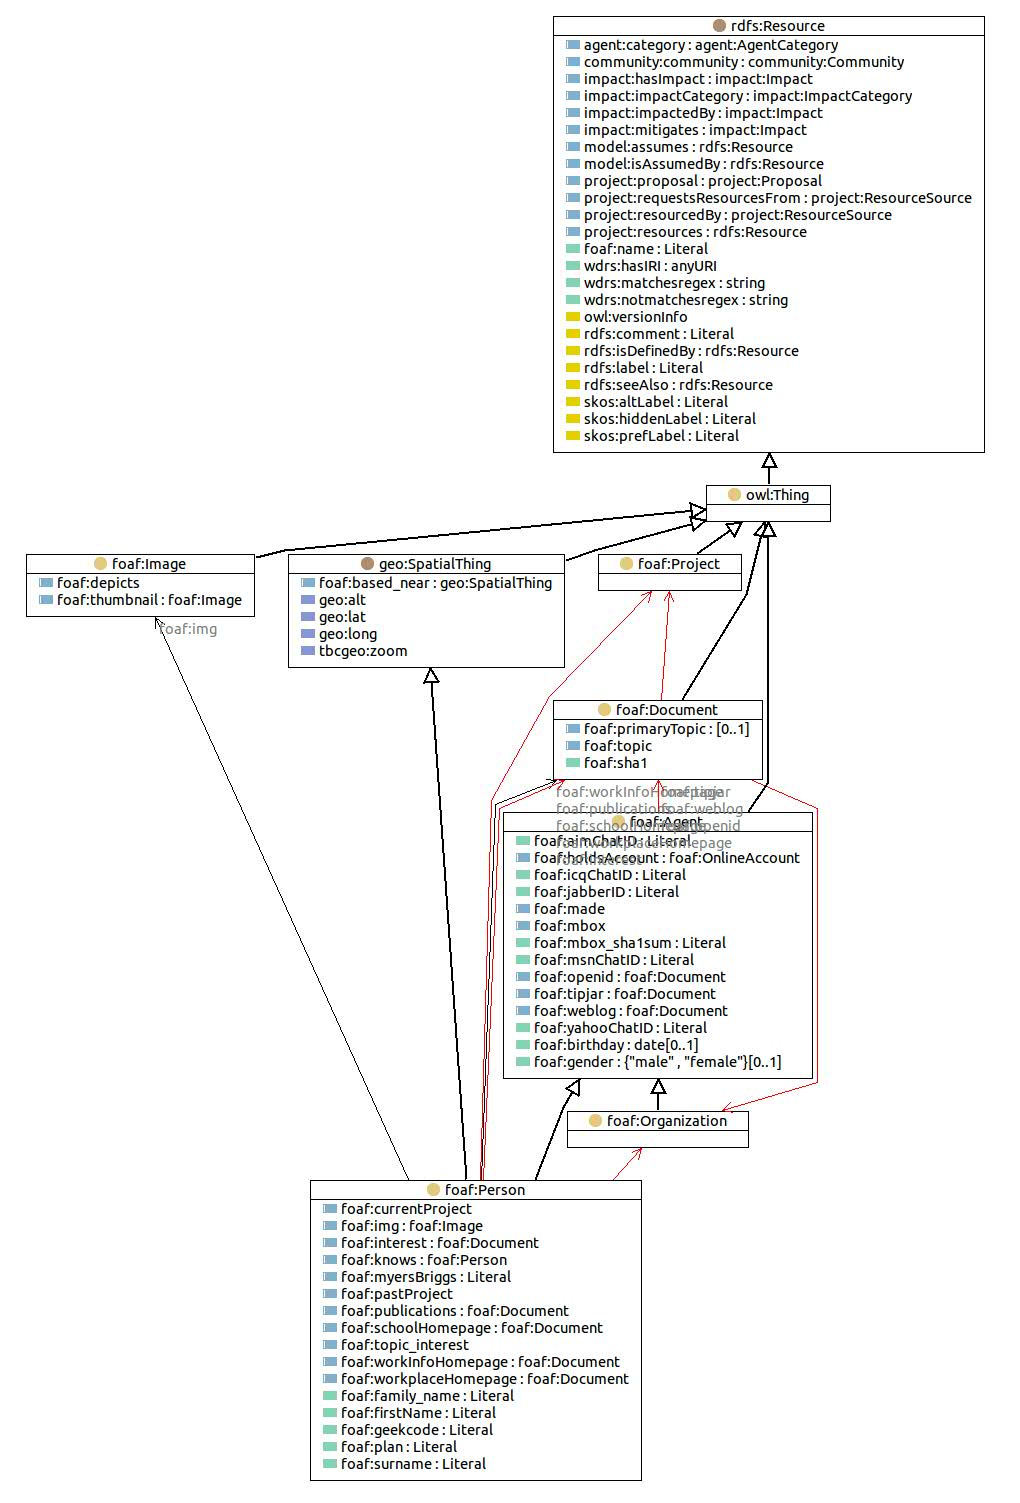 rdfs:Resource
agent:category : agent:AgentCategory
community:community : community:Community
impact:hasImpact : impact:Impact
impact:impactCategory : impact:ImpactCategory
impact:impactedBy : impact:Impact
impact:mitigates : impact:Impact
model:assumes : rdfs:Resource
model:isAssumedBy : rdfs:Resource
project:proposal : project:Proposal
project:requestsResourcesFrom : project:ResourceSource
project:resourcedBy : project:ResourceSource
project:resources : rdfs:Resource
foaf:name : Literal
wdrs:hasIRI : anyURI
wdrs:matchesregex : string
wdrs:notmatchesregex : string
owl:versionInfo
rdfs:comment : Literal
rdfs:isDefinedBy : rdfs:Resource
rdfs:label : Literal
rdfs:seeAlso : rdfs:Resource
skos:altLabel : Literal
skos:hiddenLabel : Literal
skos:prefLabel : Literal
owl:Thing
foaf:Image
foaf:depicts
foaf:thumbnail : foaf:Image
foaf:img
geo:SpatialThing
foaf:based_near : geo:SpatialThing
geo:alt
geo:lat
geo:long
tbcgeo:zoom
foaf:Project
foaf:Document
foaf:primaryTopic : [0..1]
foaf:topic
foaf:sha1
foaf:workInfoHomepage
foaf:tipjar
foaf:publications
foaf:weblog
foaf:schoolHomepage
foaf:openid
foaf:workplaceHomepage
foaf:interest
foaf:Agent
foaf:aimChatID : Literal
foaf:holdsAccount : foaf:OnlineAccount
foaf:icqChatID : Literal
foaf:jabberID : Literal
foaf:made
foaf:mbox
foaf:mbox_sha1sum : Literal
foaf:msnChatID : Literal
foaf:openid : foaf:Document
foaf:tipjar : foaf:Document
foaf:weblog : foaf:Document
foaf:yahooChatID : Literal
foaf:birthday : date[0..1]
foaf:gender : {"male" , "female"}[0..1]
foaf:Organization
foaf:Person
foaf:currentProject
foaf:img : foaf:Image
foaf:interest : foaf:Document
foaf:knows : foaf:Person
foaf:myersBriggs : Literal
foaf:pastProject
foaf:publications : foaf:Document
foaf:schoolHomepage : foaf:Document
foaf:topic_interest
foaf:workInfoHomepage : foaf:Document
foaf:workplaceHomepage : foaf:Document
foaf:family_name : Literal
foaf:firstName : Literal
foaf:geekcode : Literal
foaf:plan : Literal
foaf:surname : Literal